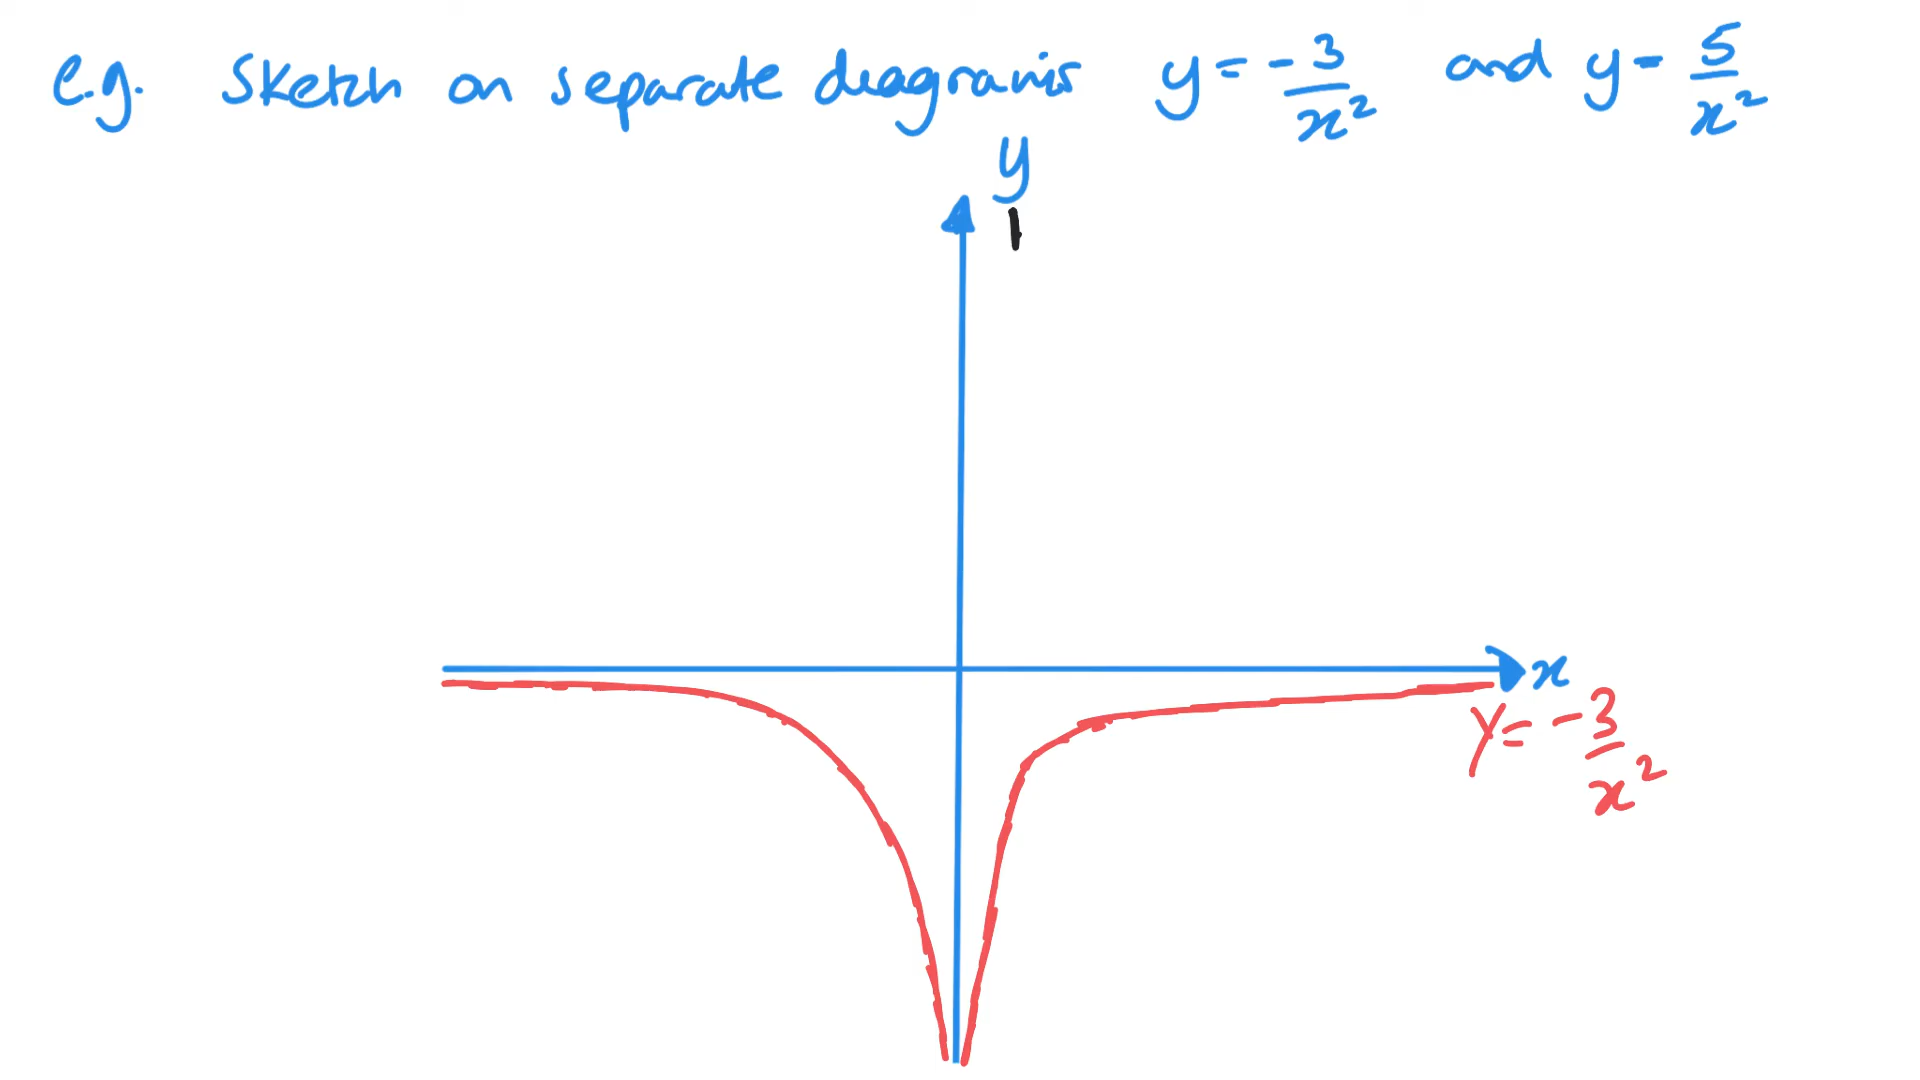 e.g. Sketch on separate diagrams y = -3/x² and y = 5/x²
y
x
y = -3/x²